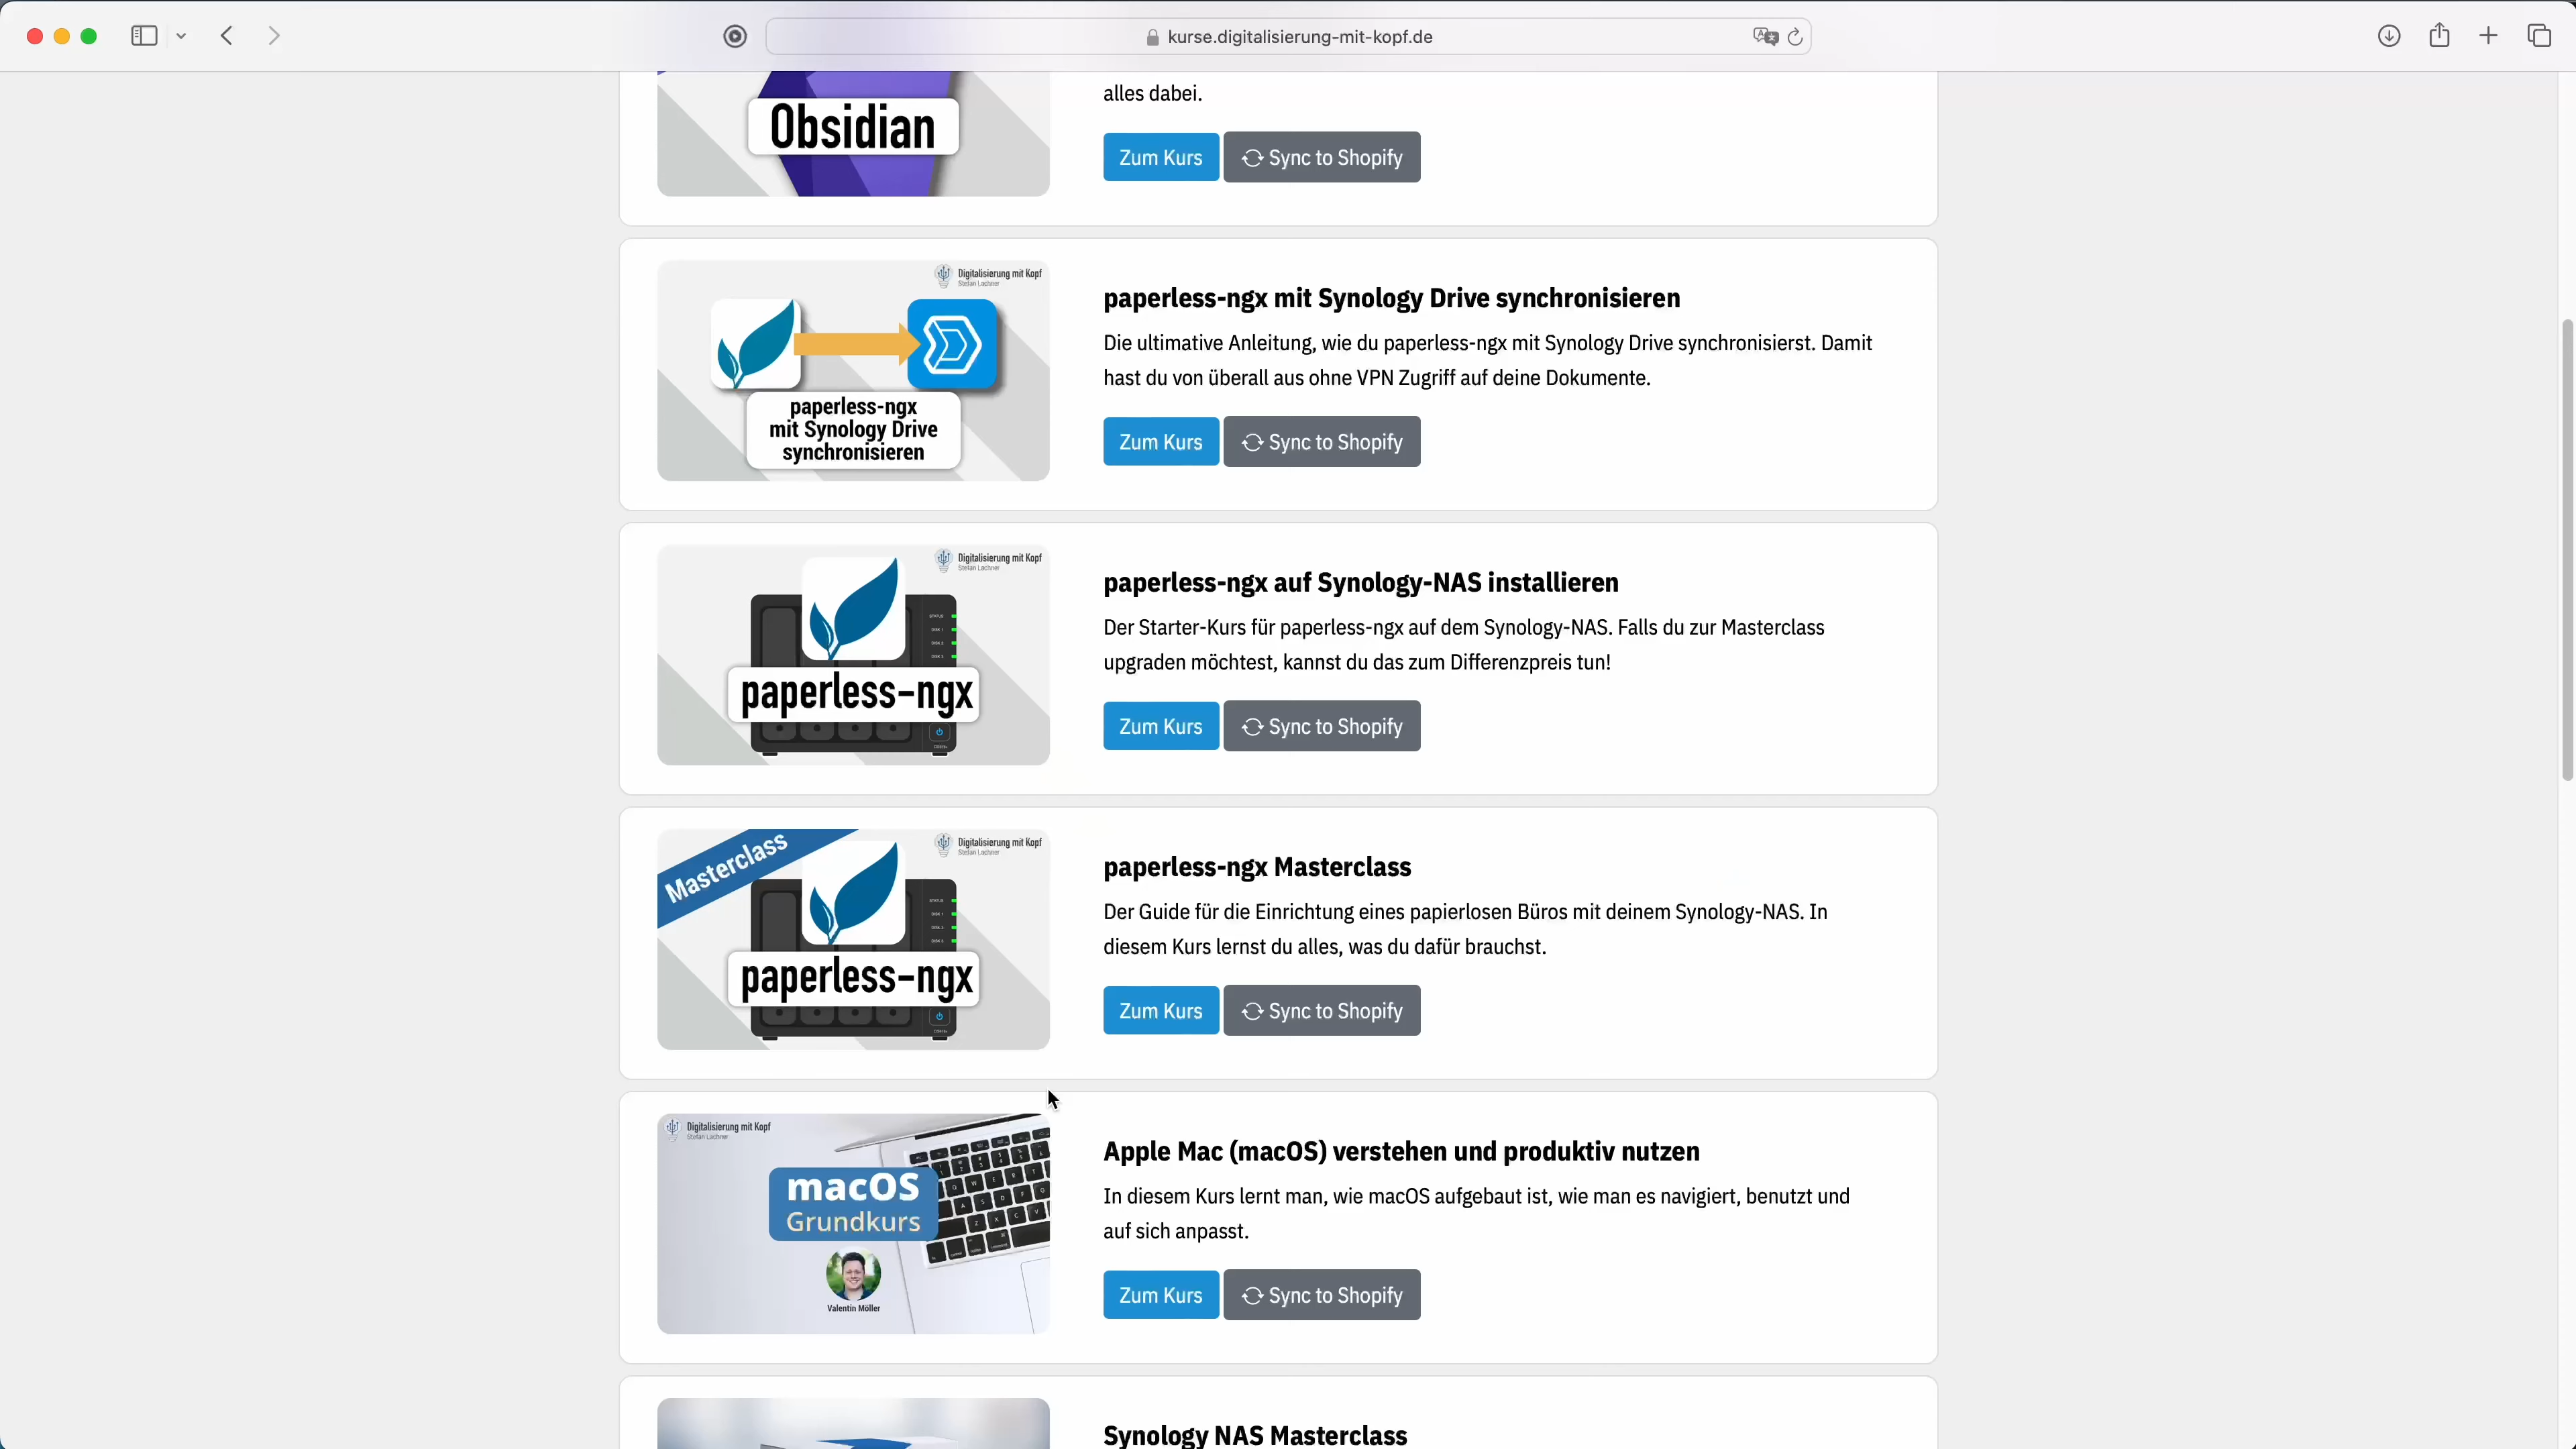 kurse.digitalisierung-mit-kopf.de
Obsidian
alles dabei.
Zum Kurs
Sync to Shopify
Digitalisierung mit Kopf
Stefan Lachner
paperless-ngx
mit Synology Drive
synchronisieren
paperless-ngx mit Synology Drive synchronisieren
Die ultimative Anleitung, wie du paperless-ngx mit Synology Drive synchronisierst. Damit
hast du von überall aus ohne VPN Zugriff auf deine Dokumente.
Zum Kurs
Sync to Shopify
Digitalisierung mit Kopf
Stefan Lachner
paperless-ngx
paperless-ngx auf Synology-NAS installieren
Der Starter-Kurs für paperless-ngx auf dem Synology-NAS. Falls du zur Masterclass
upgraden möchtest, kannst du das zum Differenzpreis tun!
Zum Kurs
Sync to Shopify
Masterclass
Digitalisierung mit Kopf
Stefan Lachner
paperless-ngx
paperless-ngx Masterclass
Der Guide für die Einrichtung eines papierlosen Büros mit deinem Synology-NAS. In
diesem Kurs lernst du alles, was du dafür brauchst.
Zum Kurs
Sync to Shopify
Digitalisierung mit Kopf
Stefan Lachner
macOS
Grundkurs
Valentin Möller
Apple Mac (macOS) verstehen und produktiv nutzen
In diesem Kurs lernt man, wie macOS aufgebaut ist, wie man es navigiert, benutzt und
auf sich anpasst.
Zum Kurs
Sync to Shopify
Synology NAS Masterclass